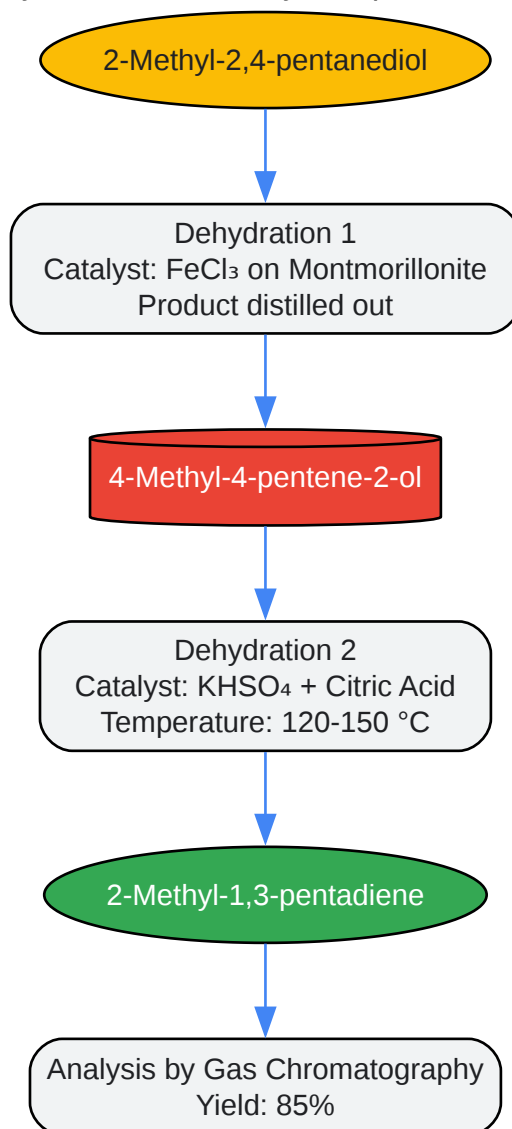 2-Methyl-2,4-pentanediol
Dehydration 1
Catalyst: FeCl₃ on Montmorillonite
Product distilled out
4-Methyl-4-pentene-2-ol
Dehydration 2
Catalyst: KHSO₄ + Citric Acid
Temperature: 120-150 °C
2-Methyl-1,3-pentadiene
Analysis by Gas Chromatography
Yield: 85%